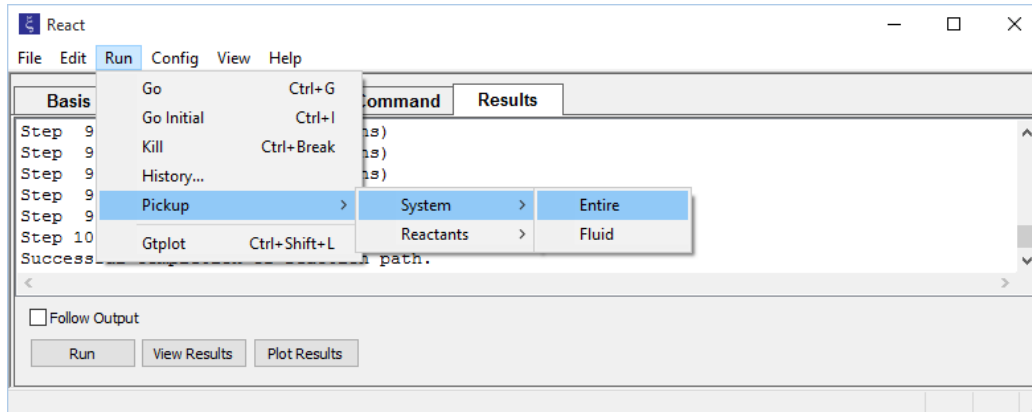 ξ React
File Edit Run Config View Help
Basis Command Results
Go Ctrl+G
Go Initial Ctrl+I
Kill Ctrl+Break
History...
Pickup > System > Entire
Reactants > Fluid
Gtplot Ctrl+Shift+L
Step 9 ns)
Step 9 ns)
Step 9 ns)
Step 9
Step 9
Step 10
Success path.
Follow Output
Run View Results Plot Results